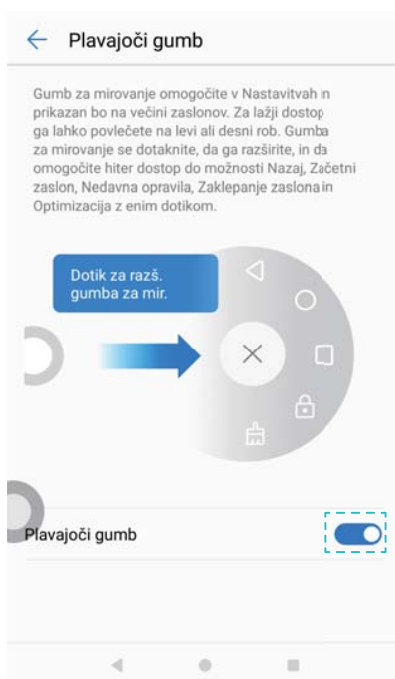 Plavajoči gumb
Gumb za mirovanje omogočite v Nastavitvah n
prikazan bo na večini zaslonov. Za lažji dostop
ga lahko povlečete na levi ali desni rob. Gumba
za mirovanje se dotaknite, da ga razširite, in da
omogočite hiter dostop do možnosti Nazaj, Začetni
zaslon, Nedavna opravila, Zaklepanje zaslona in
Optimizacija z enim dotikom.
Dotik za razš.
gumba za mir.
Plavajoči gumb